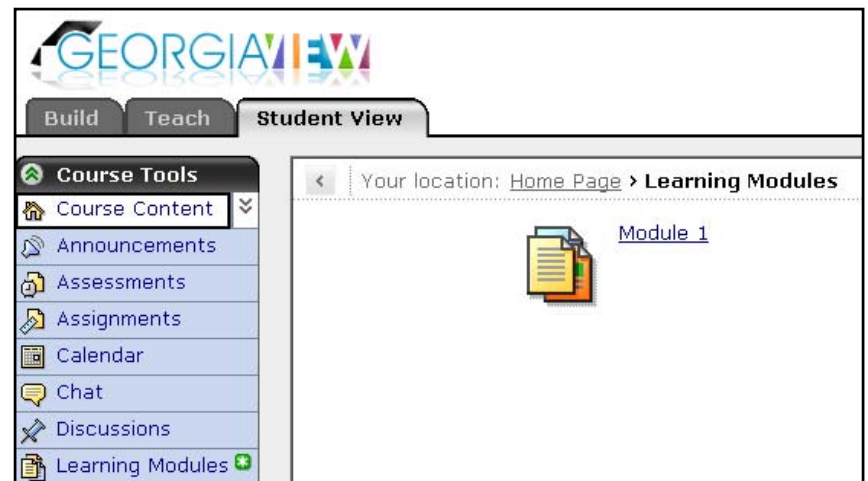 GEORGIAVIEW
Build Teach Student View
Course Tools
Course Content
Announcements
Assessments
Assignments
Calendar
Chat
Discussions
Learning Modules
Your location: Home Page › Learning Modules
Module 1